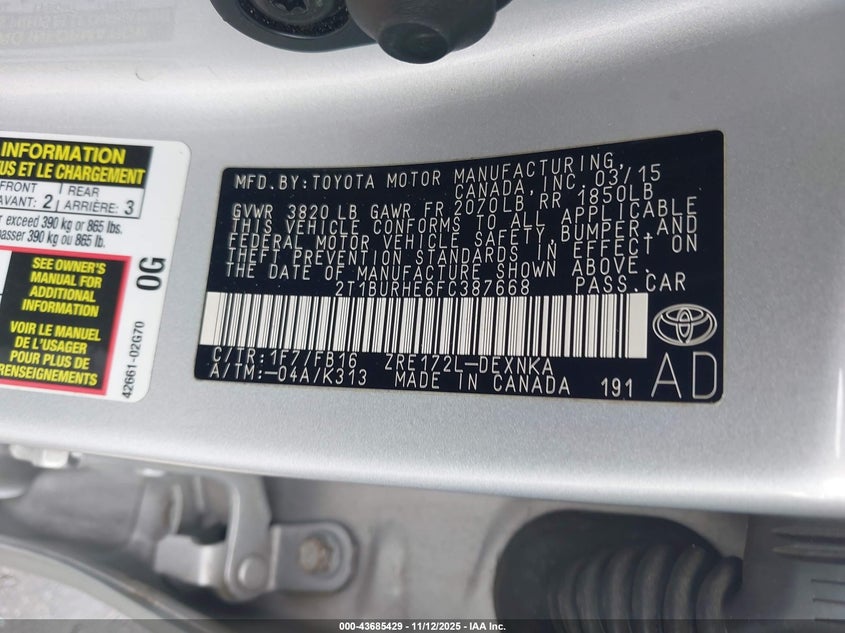 INFORMATION
US ET LE CHARGEMENT
FRONT
AVANT: 2
REAR
ARRIÈRE: 3
exceed 390 kg or 865 lbs.
passer 390 kg ou 865 lb.
SEE OWNER'S
MANUAL FOR
ADDITIONAL
INFORMATION
VOIR LE MANUEL
DE L'USAGER
POUR PLUS DE
RENSEIGNEMENTS
0G
42661-02G70
MFD.BY:TOYOTA MOTOR MANUFACTURING,
CANADA, INC. 03/15
GVWR 3820LB GAWR FR 2070LB RR 1850LB
THIS VEHICLE CONFORMS TO ALL APPLICABLE
FEDERAL MOTOR VEHICLE SAFETY, BUMPER, AND
THEFT PREVENTION STANDARDS IN EFFECT ON
THE DATE OF MANUFACTURE SHOWN ABOVE.
2T1BURHE6FC387668 PASS.CAR
C/TR:1F7/FB16 ZRE172L-DEXNKA
A/TM:-04A/K313 MADE IN CANADA 191
AD
000-43685429 - 11/12/2025 - IAA Inc.